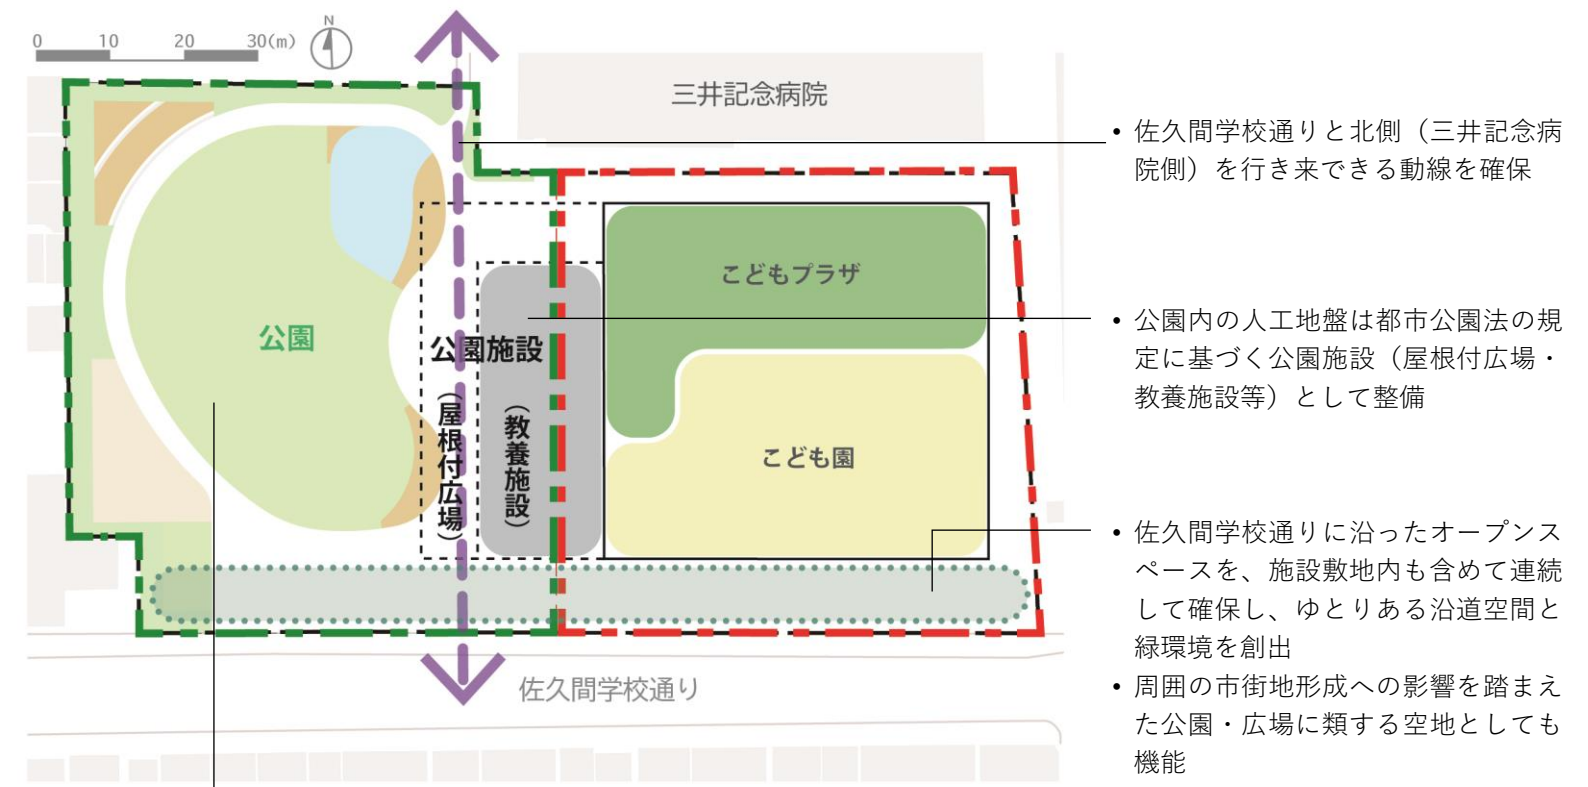 0 10 20 30(m)
N
三井記念病院
こどもプラザ
公園
公園施設
（屋根付広場）
（教養施設）
こども園
佐久間学校通り
• 佐久間学校通りと北側（三井記念病
院側）を行き来できる動線を確保
• 公園内の人工地盤は都市公園法の規
定に基づく公園施設（屋根付広場・
教養施設等）として整備
• 佐久間学校通りに沿ったオープンス
ペースを、施設敷地内も含めて連続
して確保し、ゆとりある沿道空間と
緑環境を創出
• 周囲の市街地形成への影響を踏まえ
た公園・広場に類する空地としても
機能